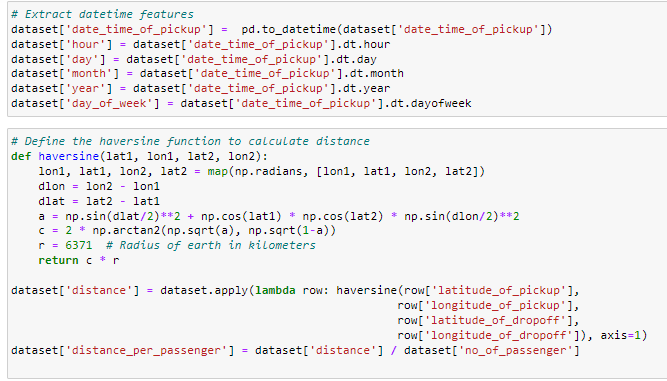 # Extract datetime features
dataset['date_time_of_pickup'] =  pd.to_datetime(dataset['date_time_of_pickup'])
dataset['hour'] = dataset['date_time_of_pickup'].dt.hour
dataset['day'] = dataset['date_time_of_pickup'].dt.day
dataset['month'] = dataset['date_time_of_pickup'].dt.month
dataset['year'] = dataset['date_time_of_pickup'].dt.year
dataset['day_of_week'] = dataset['date_time_of_pickup'].dt.dayofweek
# Define the haversine function to calculate distance
def haversine(lat1, lon1, lat2, lon2):
    lon1, lat1, lon2, lat2 = map(np.radians, [lon1, lat1, lon2, lat2])
    dlon = lon2 - lon1
    dlat = lat2 - lat1
    a = np.sin(dlat/2)**2 + np.cos(lat1) * np.cos(lat2) * np.sin(dlon/2)**2
    c = 2 * np.arctan2(np.sqrt(a), np.sqrt(1-a))
    r = 6371  # Radius of earth in kilometers
    return c * r
dataset['distance'] = dataset.apply(lambda row: haversine(row['latitude_of_pickup'],
                                                          row['longitude_of_pickup'],
                                                          row['latitude_of_dropoff'],
                                                          row['longitude_of_dropoff']), axis=1)
dataset['distance_per_passenger'] = dataset['distance'] / dataset['no_of_passenger']